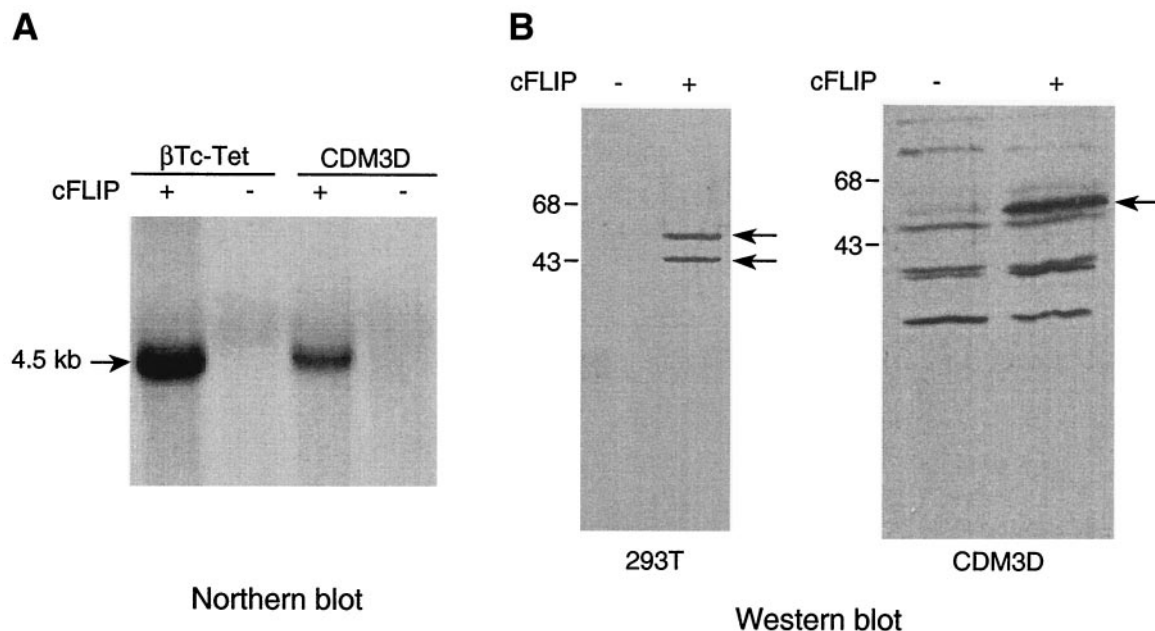 A
βTc-Tet CDM3D
cFLIP + - + -
4.5 kb
Northern blot
B
cFLIP - +
68
43
293T
cFLIP - +
68
43
CDM3D
Western blot